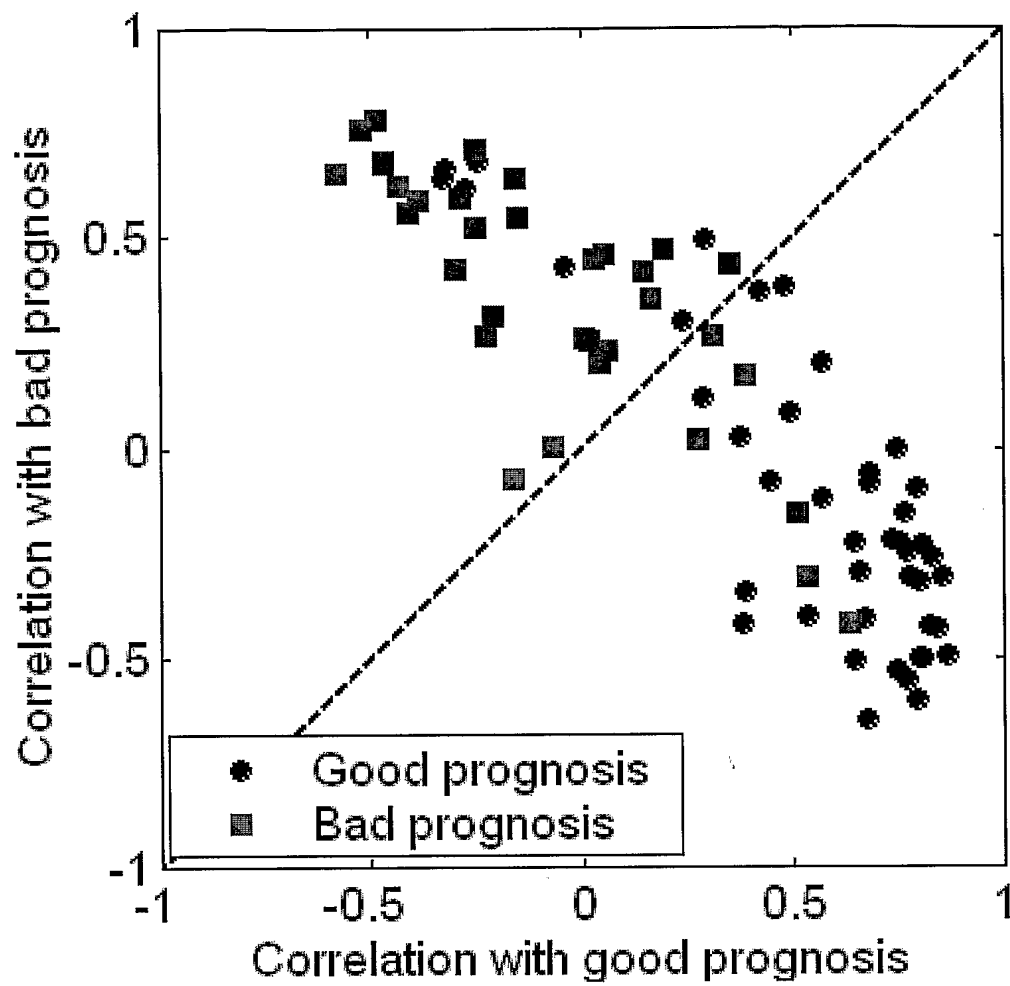 1
0.5
0
-0.5
-1
Correlation with bad prognosis
Good prognosis
Bad prognosis
-1
-0.5
0
0.5
1
Correlation with good prognosis